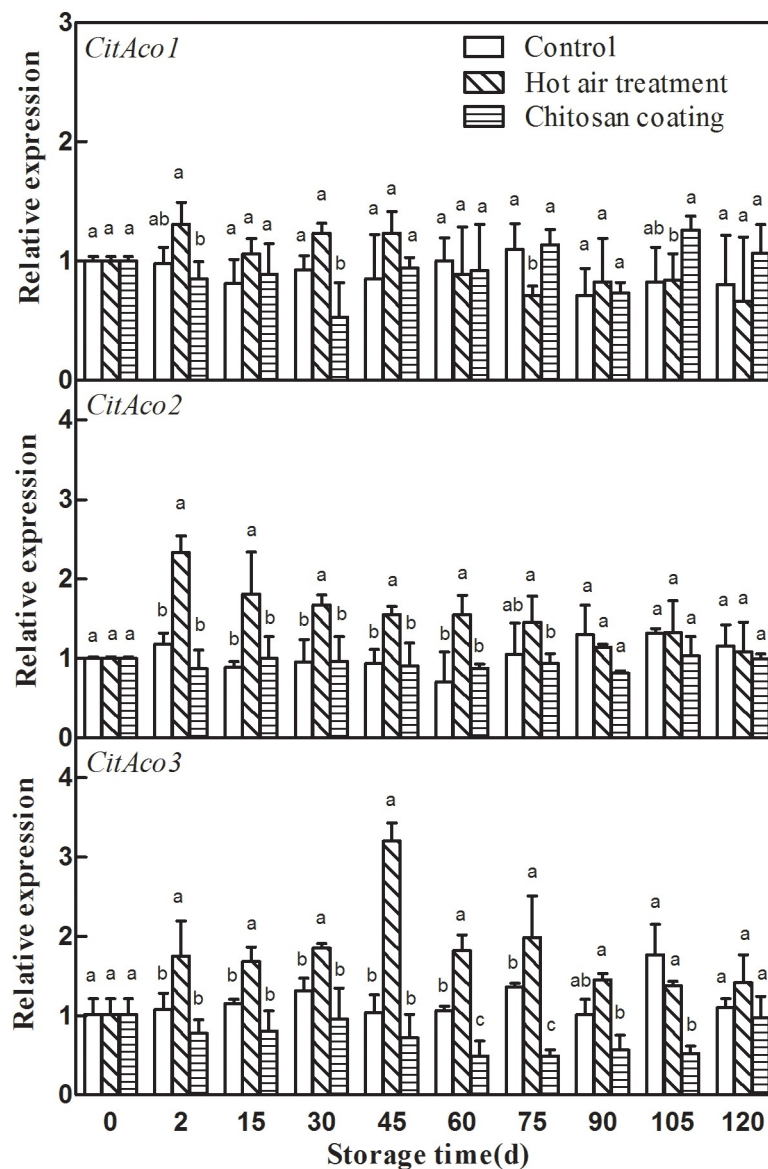 3
CitAco1
Control
Hot air treatment
Chitosan coating
2
Relative expression
a a a ab a b a a a a a b a a a a a a a b a a a a ab b a a a a
1
0
CitAco2
4
3
Relative expression
a a a b a b b a b b a b b a b b a b ab a b a a a a a a a a a
2
1
0
CitAco3
4
3
Relative expression
a a a b a b b a b b a b b a b b a c b a c ab a b a a b a a a
2
1
0
0 2 15 30 45 60 75 90 105 120
Storage time(d)